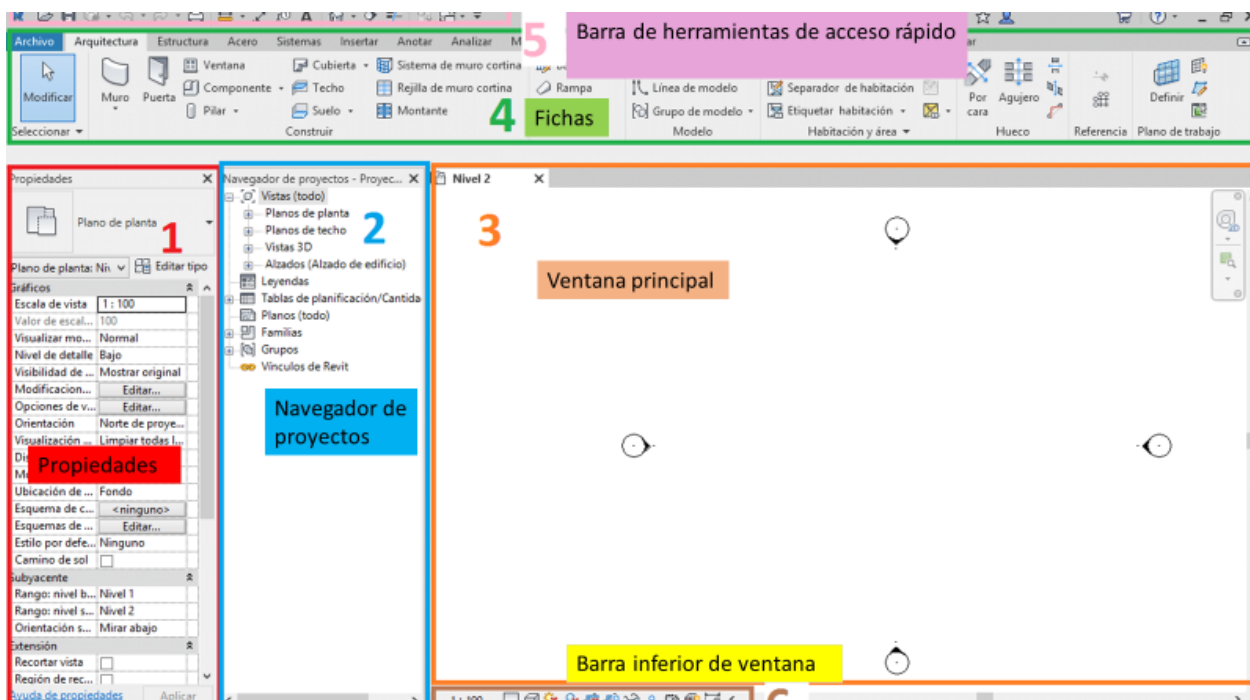 5 Barra de herramientas de acceso rápido
Archivo Arquitectura Estructura Acero Sistemas Insertar Anotar Analizar
Modificar
Muro
Puerta
Ventana
Componente
Pilar
Cubierta
Techo
Suelo
Sistema de muro cortina
Rejilla de muro cortina
Montante
Rampa
4 Fichas
Línea de modelo
Grupo de modelo
Separador de habitación
Etiquetar habitación
Por cara
Agujero
Definir
Seleccionar
Construir
Modelo
Habitación y área
Hueco
Referencia
Plano de trabajo
Propiedades
Plano de planta
1
Plano de planta: Niv
Editar tipo
Gráficos
Escala de vista 1 : 100
Valor de escal... 100
Visualizar mo... Normal
Nivel de detalle Bajo
Visibilidad de ... Mostrar original
Modificacion... Editar...
Opciones de v... Editar...
Orientación Norte de proye...
Visualización ... Limpiar todas l...
Propiedades
Ubicación de ... Fondo
Esquema de c... <ninguno>
Esquemas de ... Editar...
Estilo por defe... Ninguno
Camino de sol
Subyacente
Rango: nivel b... Nivel 1
Rango: nivel s... Nivel 2
Orientación s... Mirar abajo
Extensión
Recortar vista
Región de rec...
Ayuda de propiedades Aplicar
Navegador de proyectos - Proyec...
Vistas (todo)
Planos de planta
Planos de techo
Vistas 3D
Alzados (Alzado de edificio)
2
Leyendas
Tablas de planificación/Cantida
Planos (todo)
Familias
Grupos
Vínculos de Revit
Navegador de
proyectos
Nivel 2
3
Ventana principal
Barra inferior de ventana
1 : 100